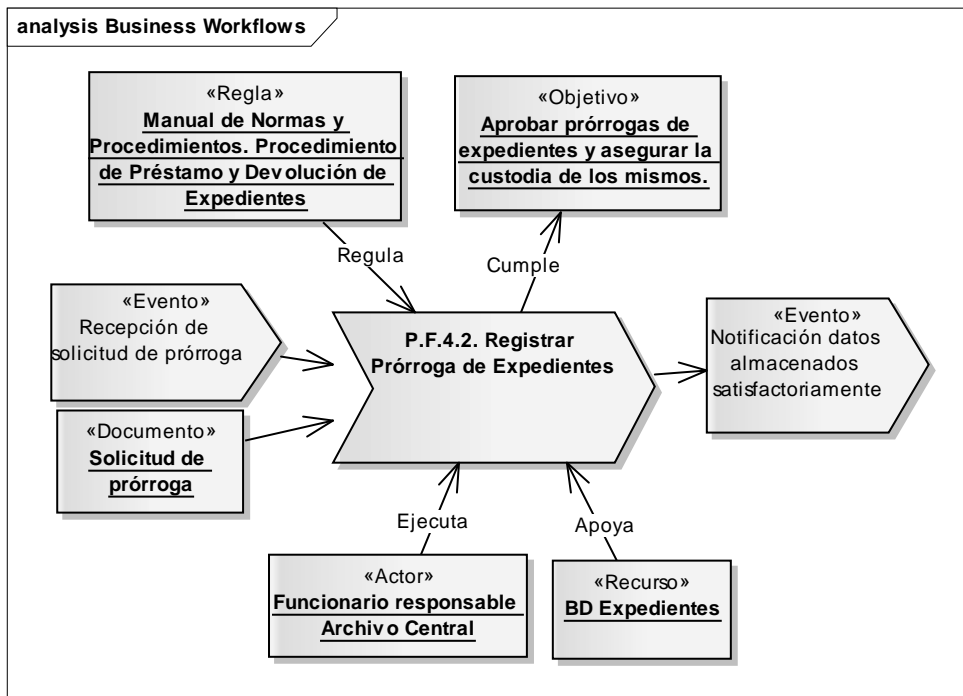 analysis Business Workflows
«Regla»
Manual de Normas y
Procedimientos. Procedimiento
de Préstamo y Devolución de
Expedientes
«Objetivo»
Aprobar prórrogas de
expedientes y asegurar la
custodia de los mismos.
Regula
Cumple
«Evento»
Recepción de
solicitud de prórroga
P.F.4.2. Registrar
Prórroga de Expedientes
«Evento»
Notificación datos
almacenados
satisfactoriamente
«Documento»
Solicitud de
prórroga
Ejecuta
Apoya
«Actor»
Funcionario responsable
Archivo Central
«Recurso»
BD Expedientes